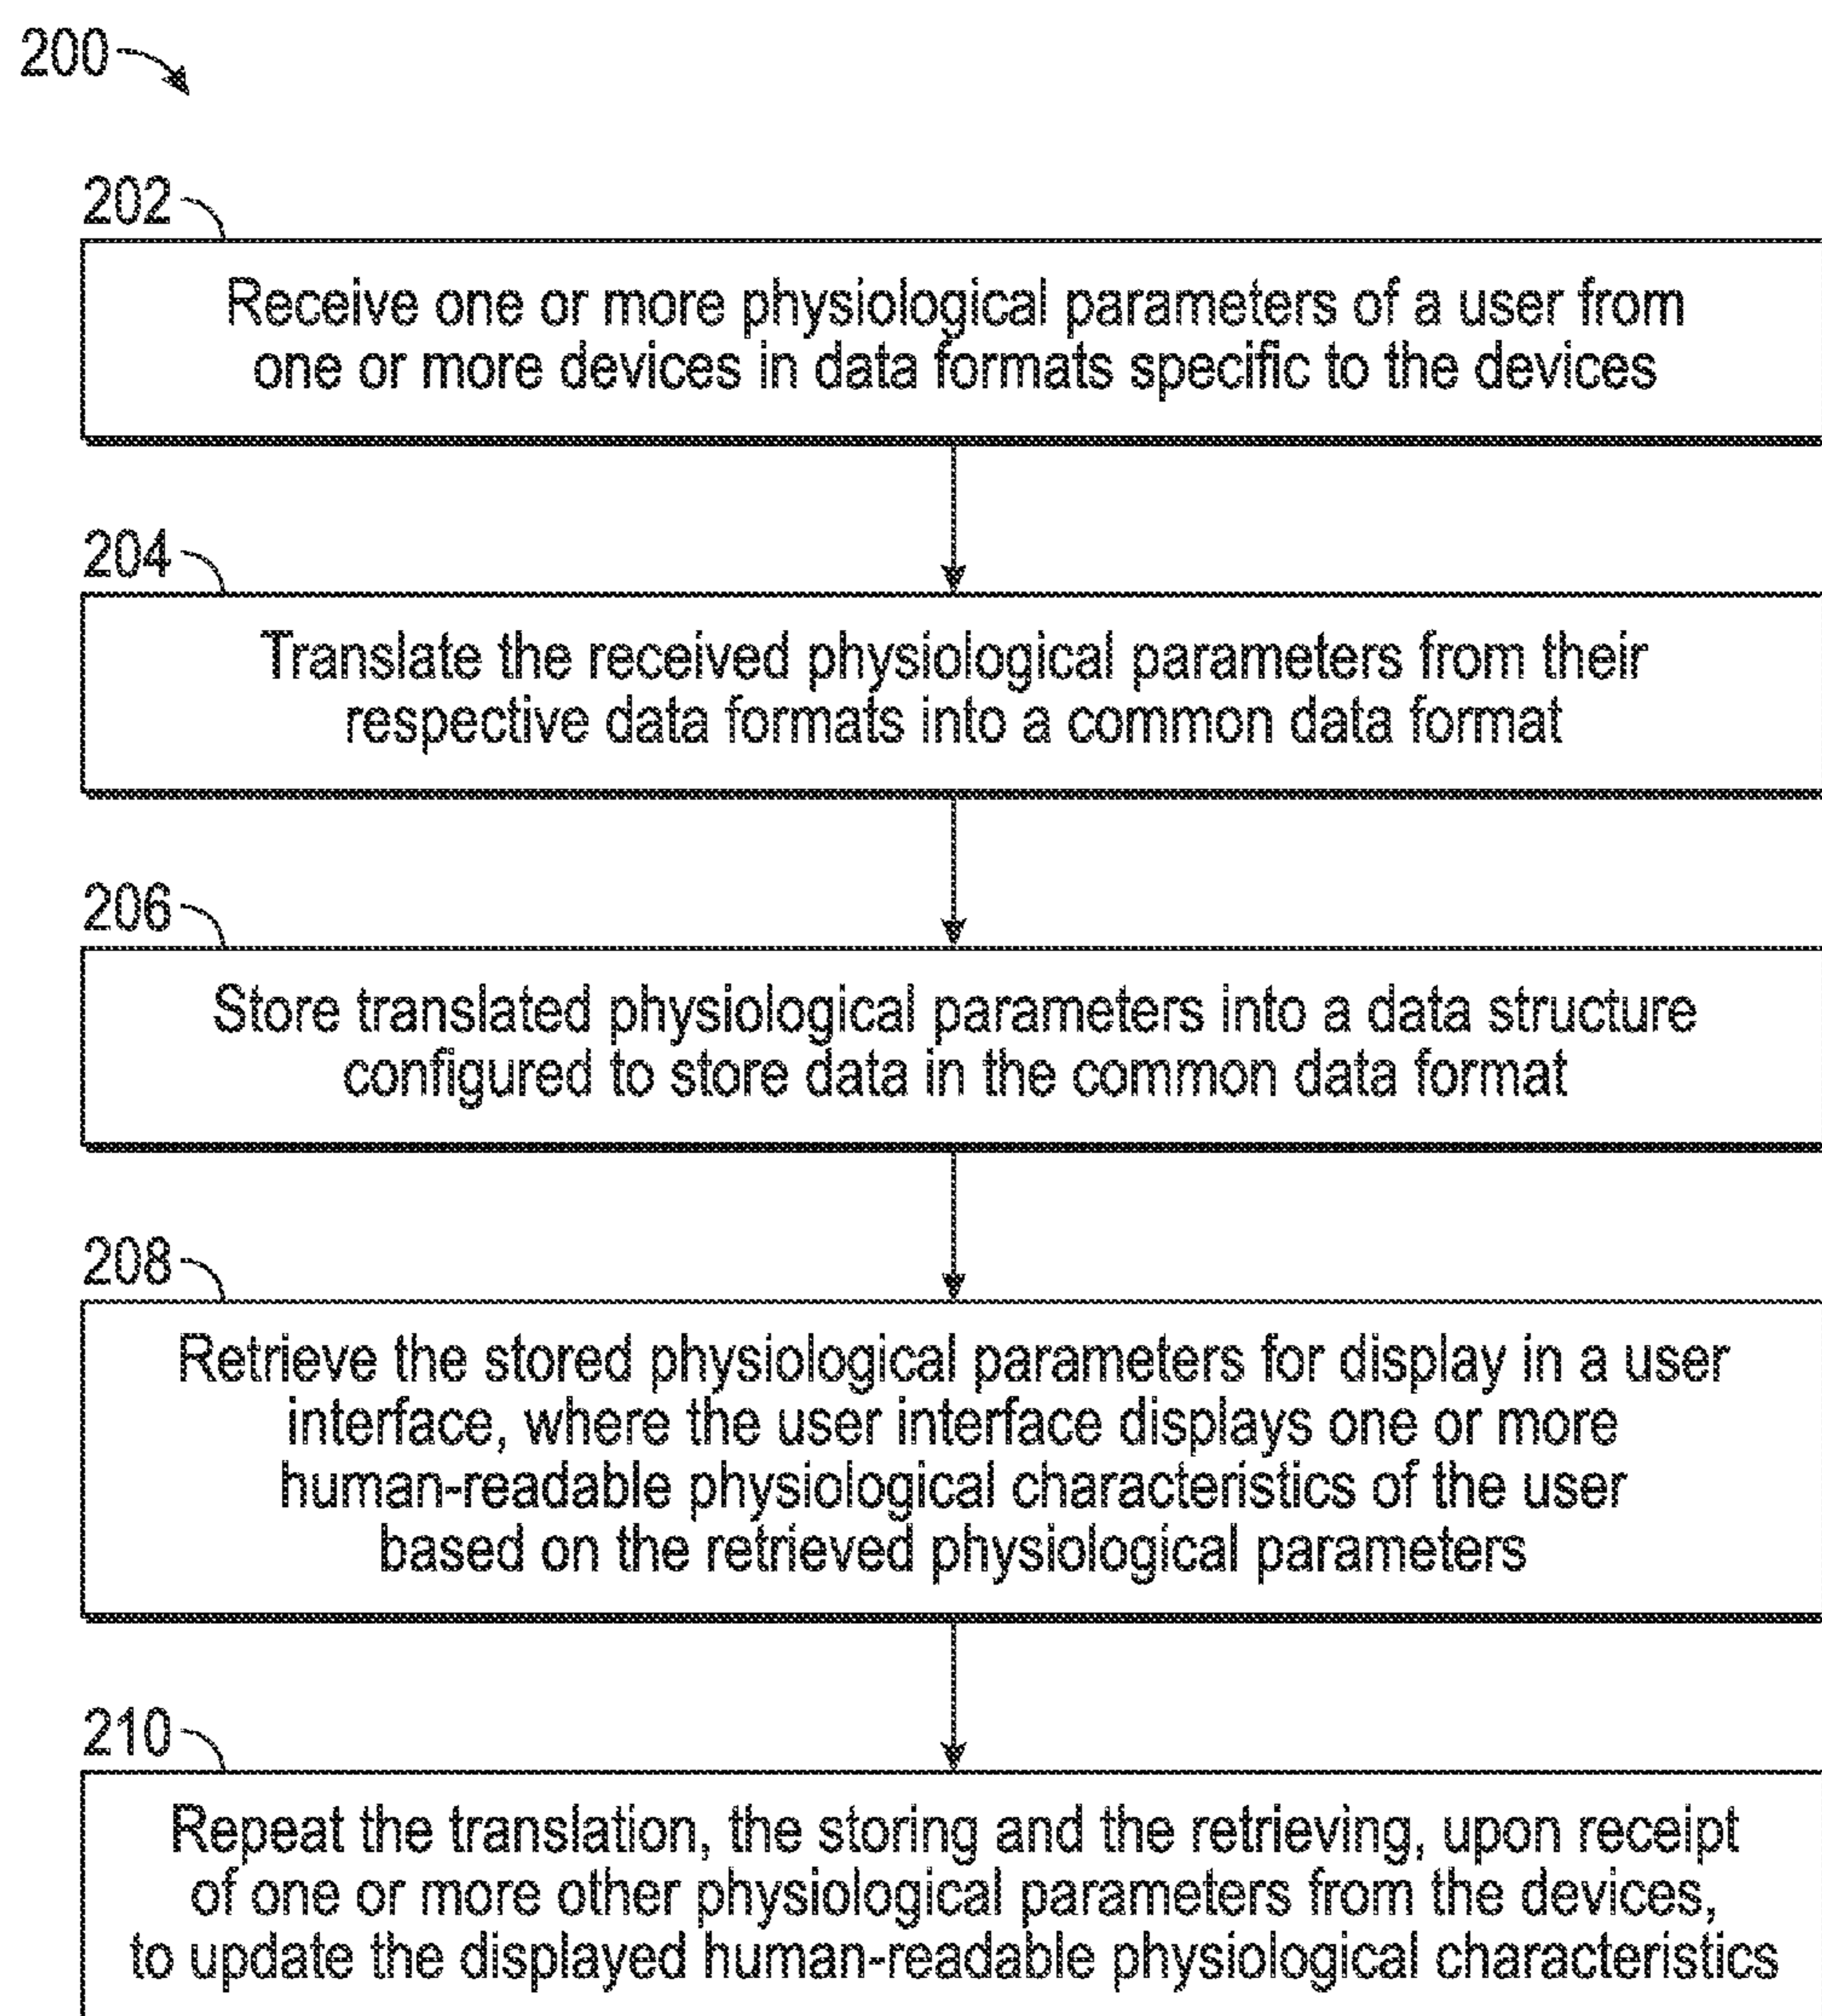 200
202
Receive one or more physiological parameters of a user from
one or more devices in data formats specific to the devices
204
Translate the received physiological parameters from their
respective data formats into a common data format
206
Store translated physiological parameters into a data structure
configured to store data in the common data format
208
Retrieve the stored physiological parameters for display in a user
interface, where the user interface displays one or more
human-readable physiological characteristics of the user
based on the retrieved physiological parameters
210
Repeat the translation, the storing and the retrieving, upon receipt
of one or more other physiological parameters from the devices,
to update the displayed human-readable physiological characteristics